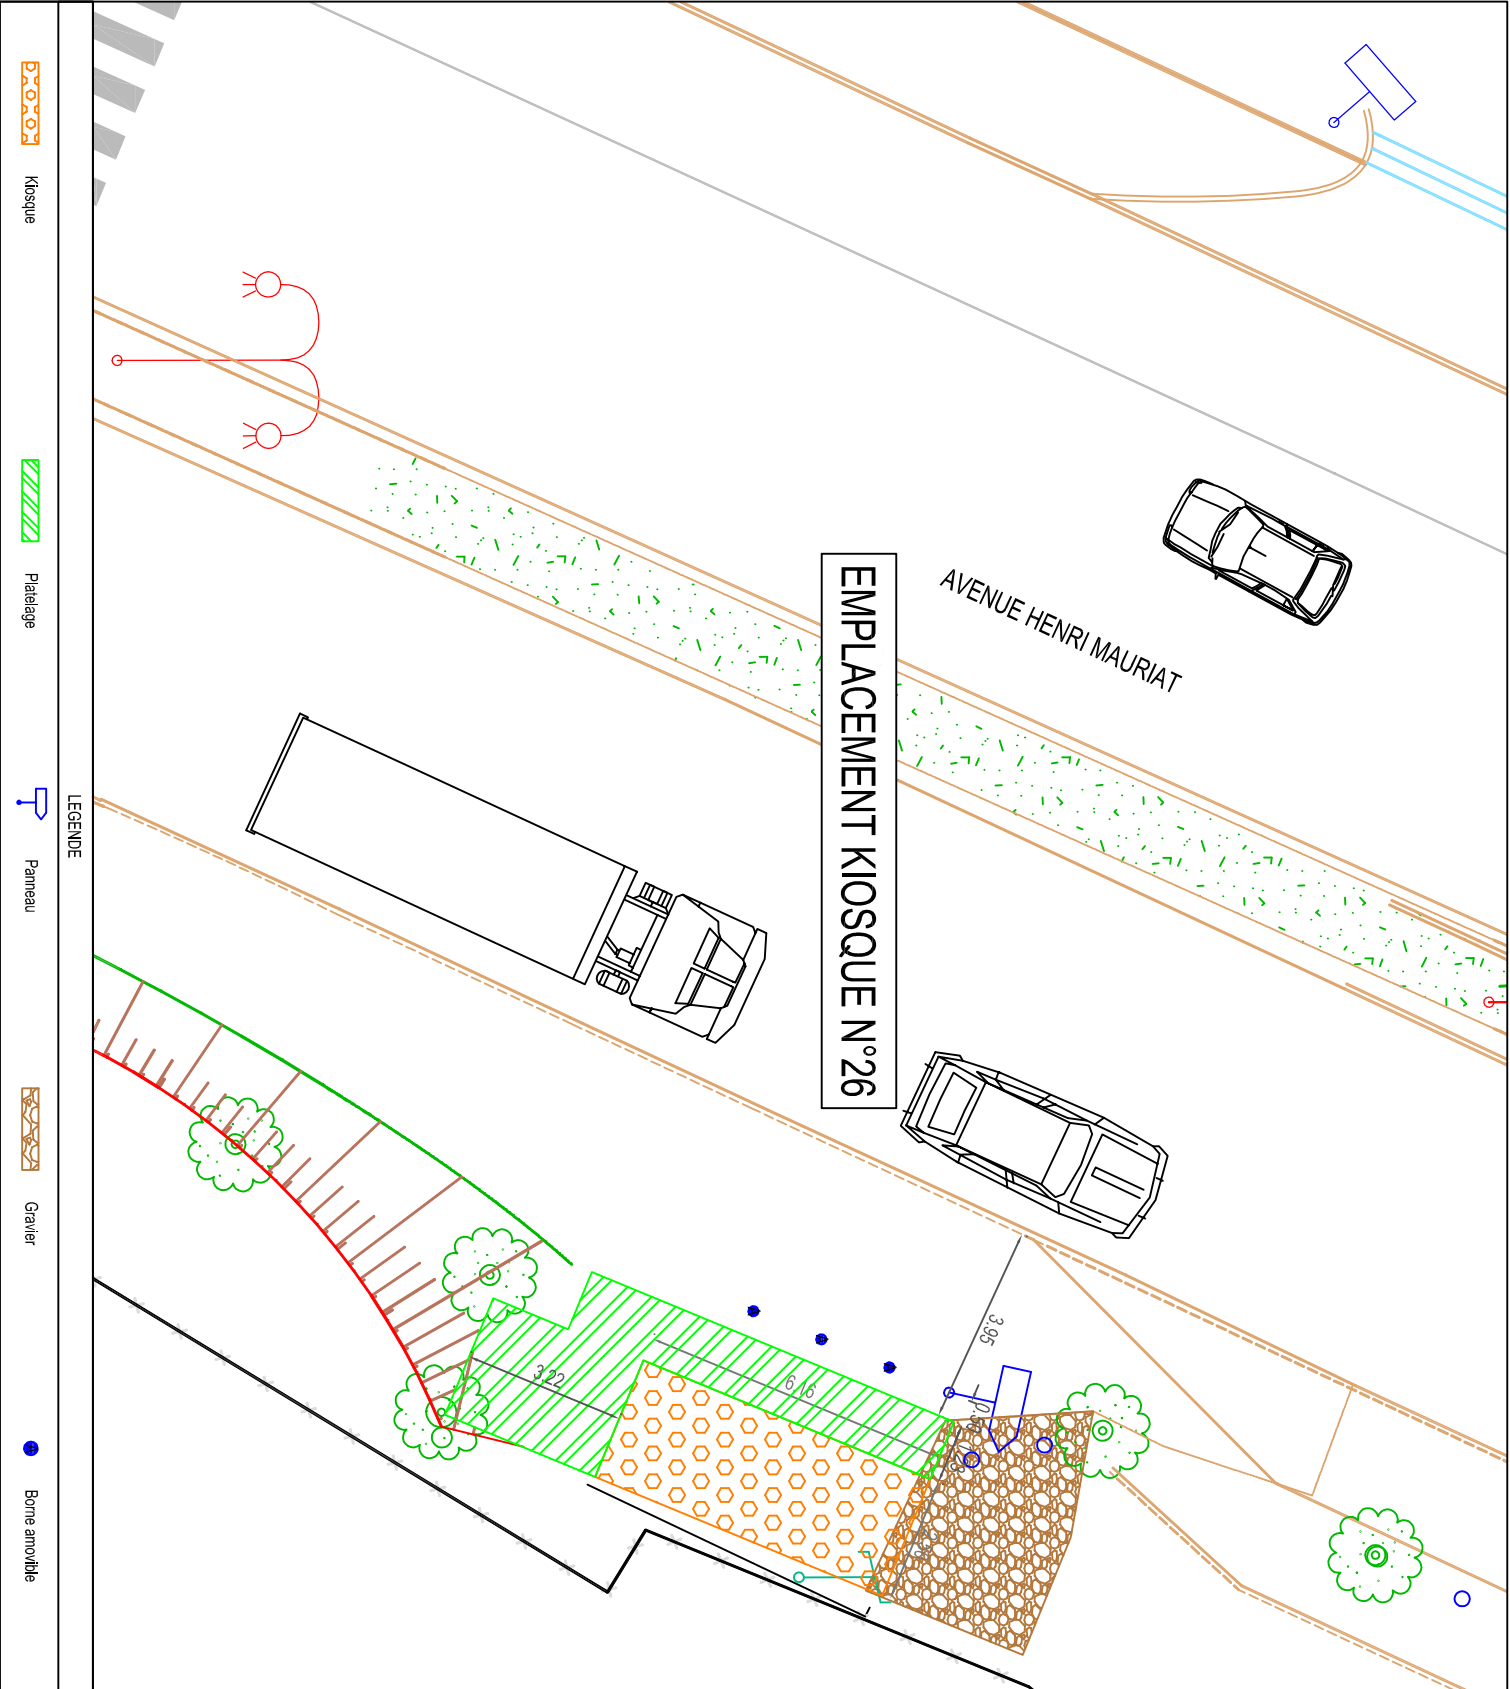 AVENUE HENRI MAURIAT
EMPLACEMENT KIOSQUE N°26
3.95
6.16
3.22
LEGENDE
Kiosque
Platelage
Panneau
Gravier
Borne amovible